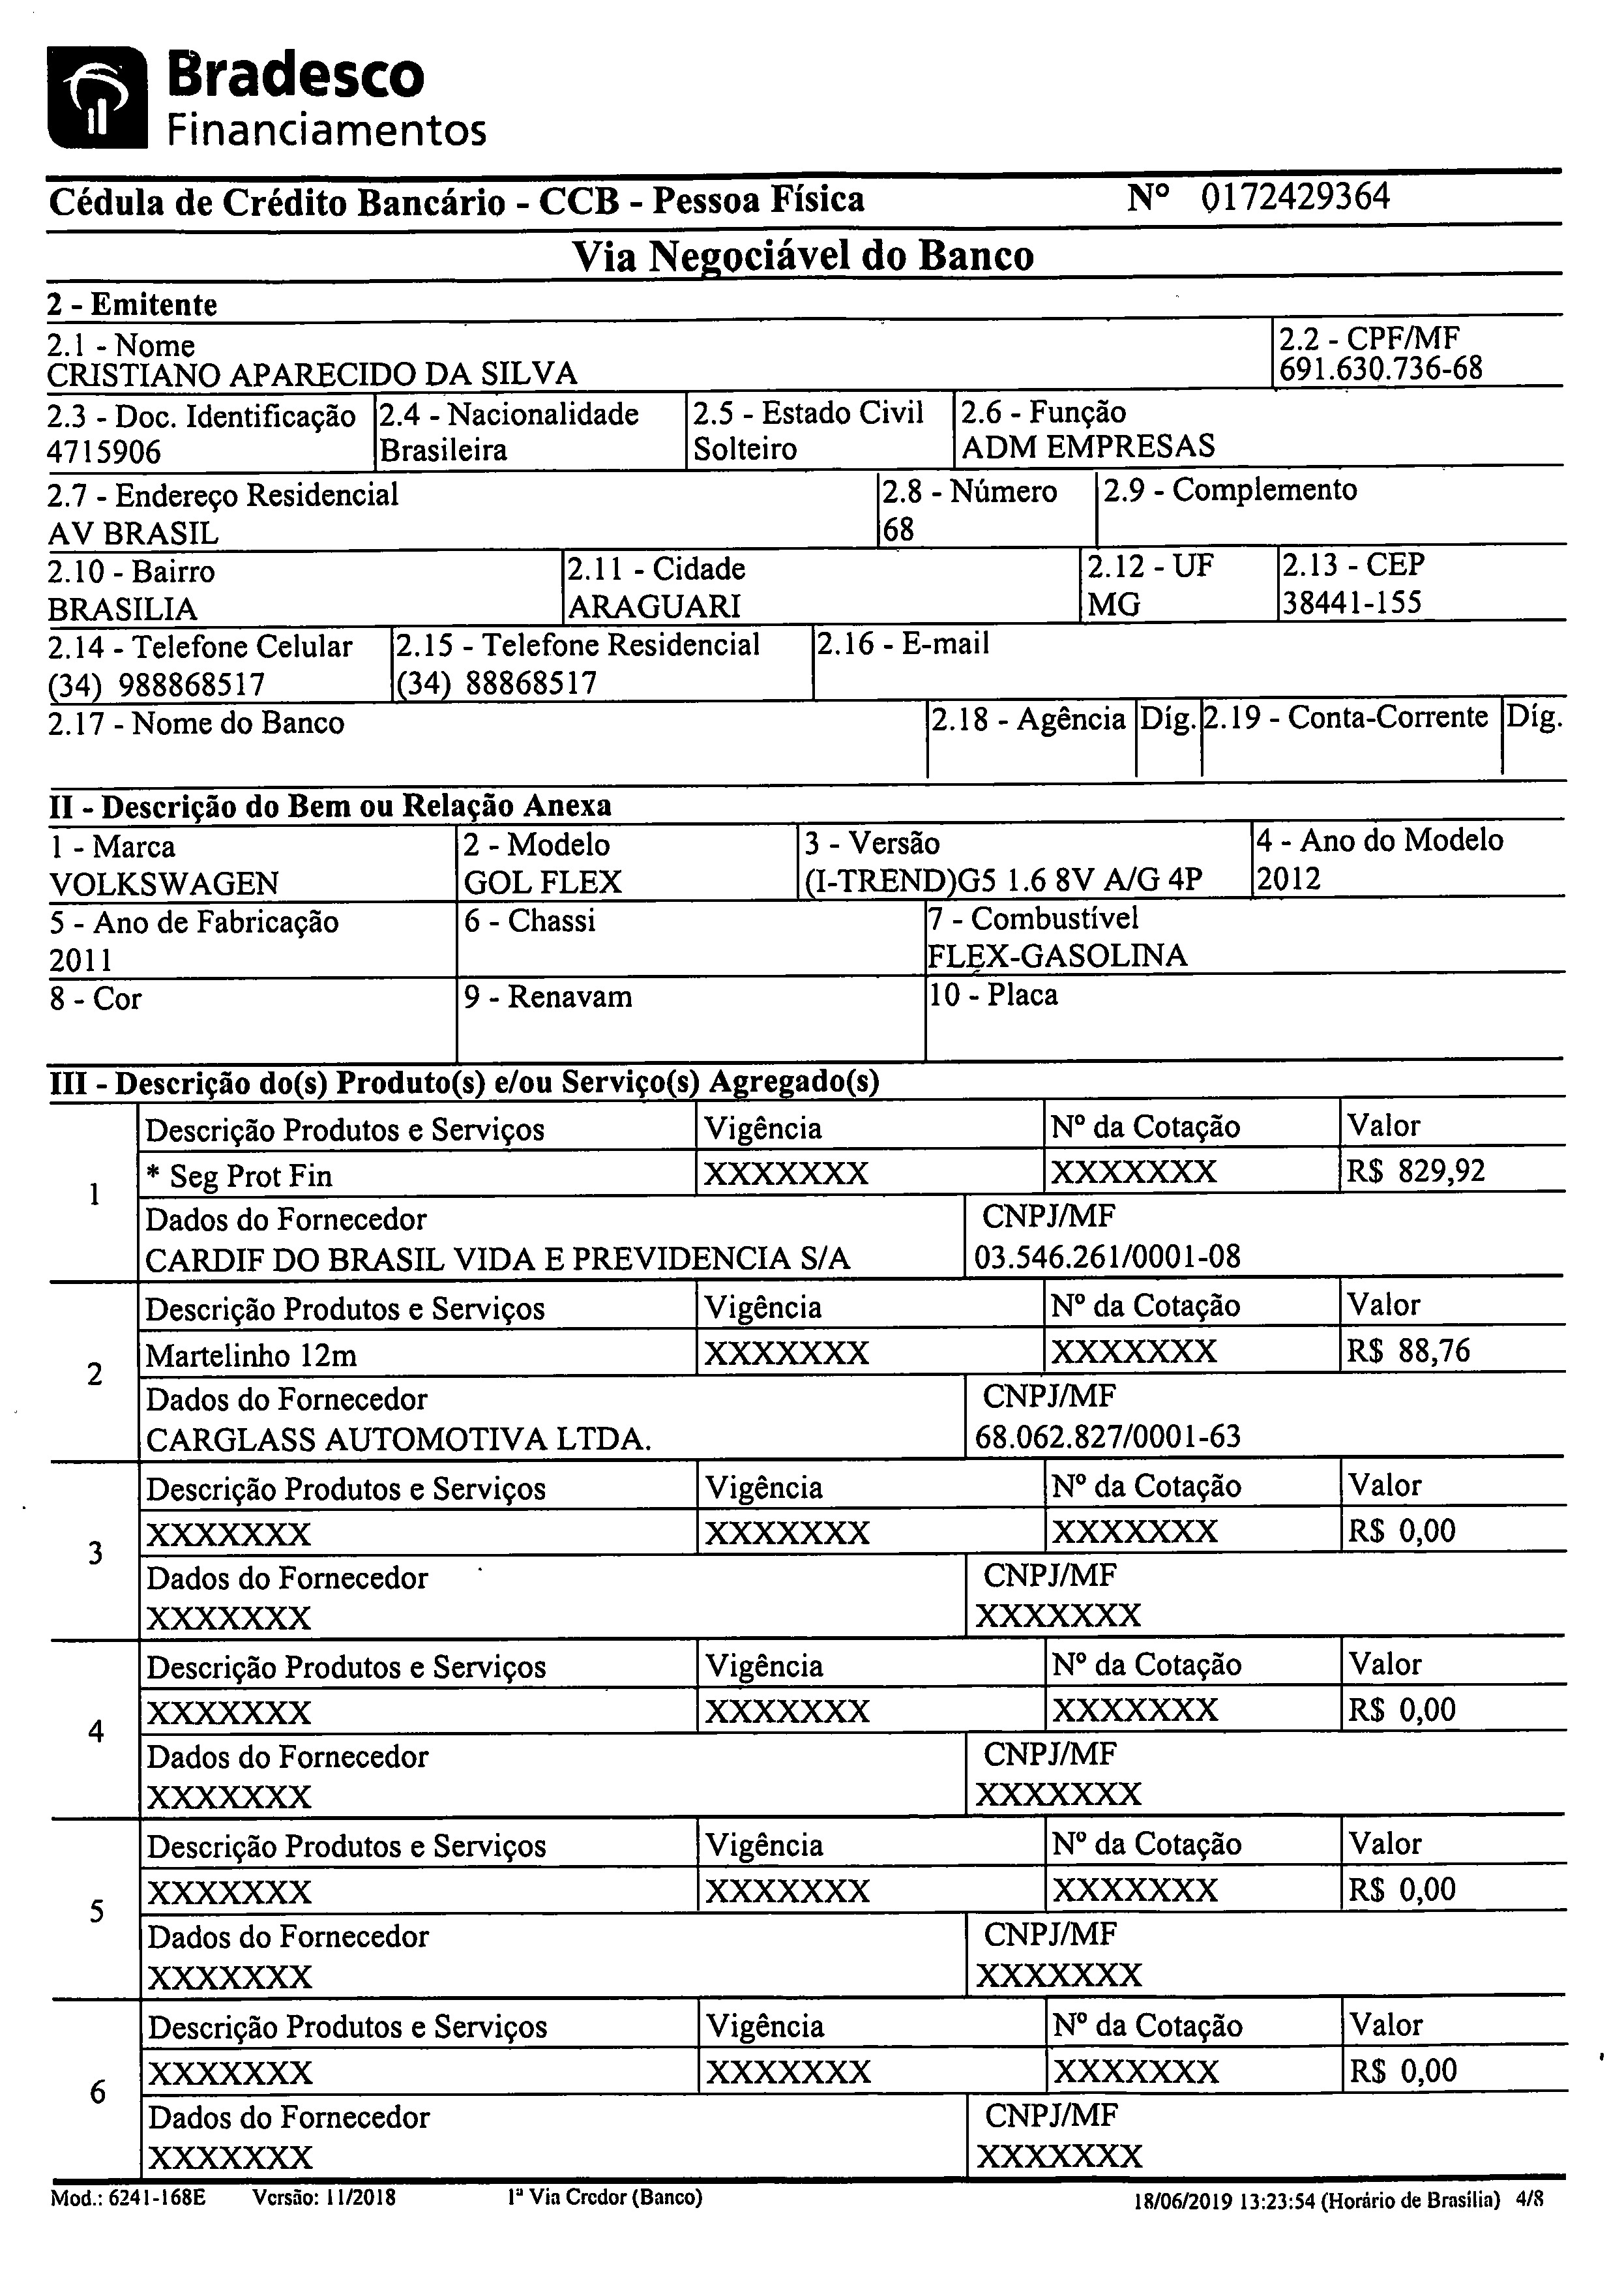 Bradesco
Financiamentos
Cédula de Crédito Bancário - CCB - Pessoa Física Nº 0172429364
Via Negociável do Banco
2 - Emitente
2.1 - Nome 2.2 - CPF/MF
CRISTIANO APARECIDO DA SILVA 691.630.736-68
2.3 - Doc. Identificação 2.4 - Nacionalidade 2.5 - Estado Civil 2.6 - Função
4715906 Brasileira Solteiro ADM EMPRESAS
2.7 - Endereço Residencial 2.8 - Número 2.9 - Complemento
AV BRASIL 68
2.10 - Bairro 2.11 - Cidade 2.12 - UF 2.13 - CEP
BRASILIA ARAGUARI MG 38441-155
2.14 - Telefone Celular 2.15 - Telefone Residencial 2.16 - E-mail
(34) 988868517 (34) 88868517
2.17 - Nome do Banco 2.18 - Agência Díg. 2.19 - Conta-Corrente Díg.
II - Descrição do Bem ou Relação Anexa
1 - Marca 2 - Modelo 3 - Versão 4 - Ano do Modelo
VOLKSWAGEN GOL FLEX (I-TREND)G5 1.6 8V A/G 4P 2012
5 - Ano de Fabricação 6 - Chassi 7 - Combustível
2011 FLEX-GASOLINA
8 - Cor 9 - Renavam 10 - Placa
III - Descrição do(s) Produto(s) e/ou Serviço(s) Agregado(s)
Descrição Produtos e Serviços Vigência Nº da Cotação Valor
* Seg Prot Fin XXXXXXX XXXXXXX R$ 829,92
1
Dados do Fornecedor CNPJ/MF
CARDIF DO BRASIL VIDA E PREVIDENCIA S/A 03.546.261/0001-08
Descrição Produtos e Serviços Vigência Nº da Cotação Valor
Martelinho 12m XXXXXXX XXXXXXX R$ 88,76
2
Dados do Fornecedor CNPJ/MF
CARGLASS AUTOMOTIVA LTDA. 68.062.827/0001-63
Descrição Produtos e Serviços Vigência Nº da Cotação Valor
XXXXXXX XXXXXXX XXXXXXX R$ 0,00
3
Dados do Fornecedor CNPJ/MF
XXXXXXX XXXXXXX
Descrição Produtos e Serviços Vigência Nº da Cotação Valor
XXXXXXX XXXXXXX XXXXXXX R$ 0,00
4
Dados do Fornecedor CNPJ/MF
XXXXXXX XXXXXXX
Descrição Produtos e Serviços Vigência Nº da Cotação Valor
XXXXXXX XXXXXXX XXXXXXX R$ 0,00
5
Dados do Fornecedor CNPJ/MF
XXXXXXX XXXXXXX
Descrição Produtos e Serviços Vigência Nº da Cotação Valor
XXXXXXX XXXXXXX XXXXXXX R$ 0,00
6
Dados do Fornecedor CNPJ/MF
XXXXXXX XXXXXXX
Mod.: 6241-168E Versão: 11/2018 1ª Via Credor (Banco) 18/06/2019 13:23:54 (Horário de Brasília) 4/8